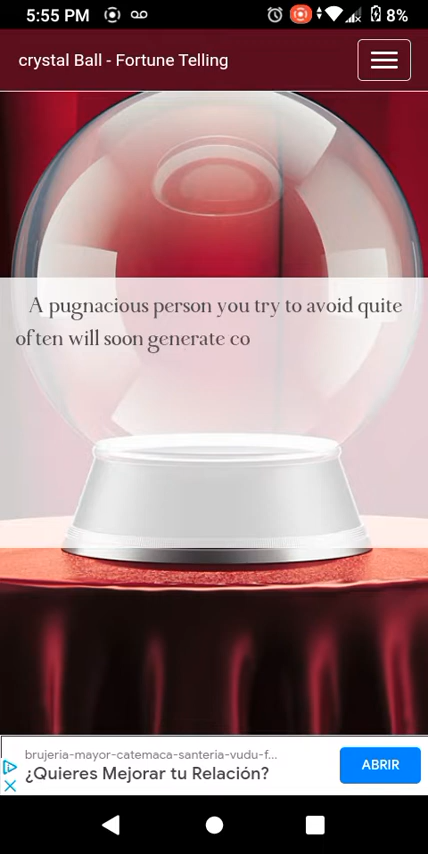 5:55 PM
8%
crystal Ball - Fortune Telling
A pugnacious person you try to avoid quite
often will soon generate co
brujeria-mayor-catemaca-santeria-vudu-f...
¿Quieres Mejorar tu Relación?
ABRIR